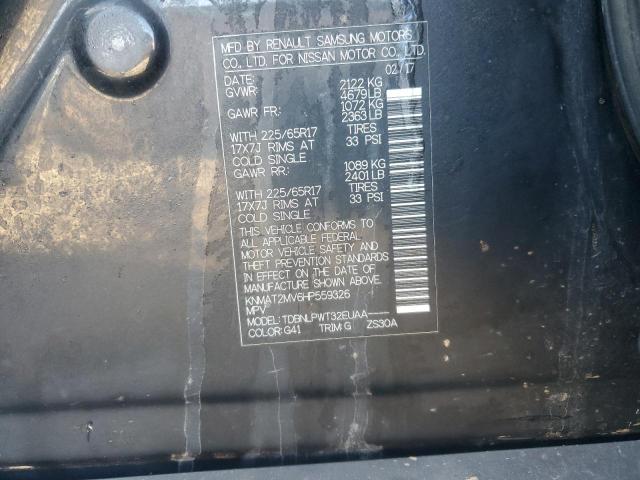 MFD BY RENAULT SAMSUNG MOTORS
CO., LTD. FOR NISSAN MOTOR CO., LTD.
DATE: 02/17
GVWR: 2122 KG
4679 LB
GAWR FR: 1072 KG
2363 LB
WITH 225/65R17 TIRES
17X7J RIMS AT 33 PSI
COLD SINGLE
GAWR RR: 1089 KG
2401 LB
WITH 225/65R17 TIRES
17X7J RIMS AT 33 PSI
COLD SINGLE
THIS VEHICLE CONFORMS TO
ALL APPLICABLE FEDERAL
MOTOR VEHICLE SAFETY AND
THEFT PREVENTION STANDARDS
IN EFFECT ON THE DATE OF
MANUFACTURE SHOWN ABOVE.
KNMAT2MV6HP559326
MPV
MODEL: TDBNLPWT32EUAA
COLOR: G41 TRIM G ZS30A